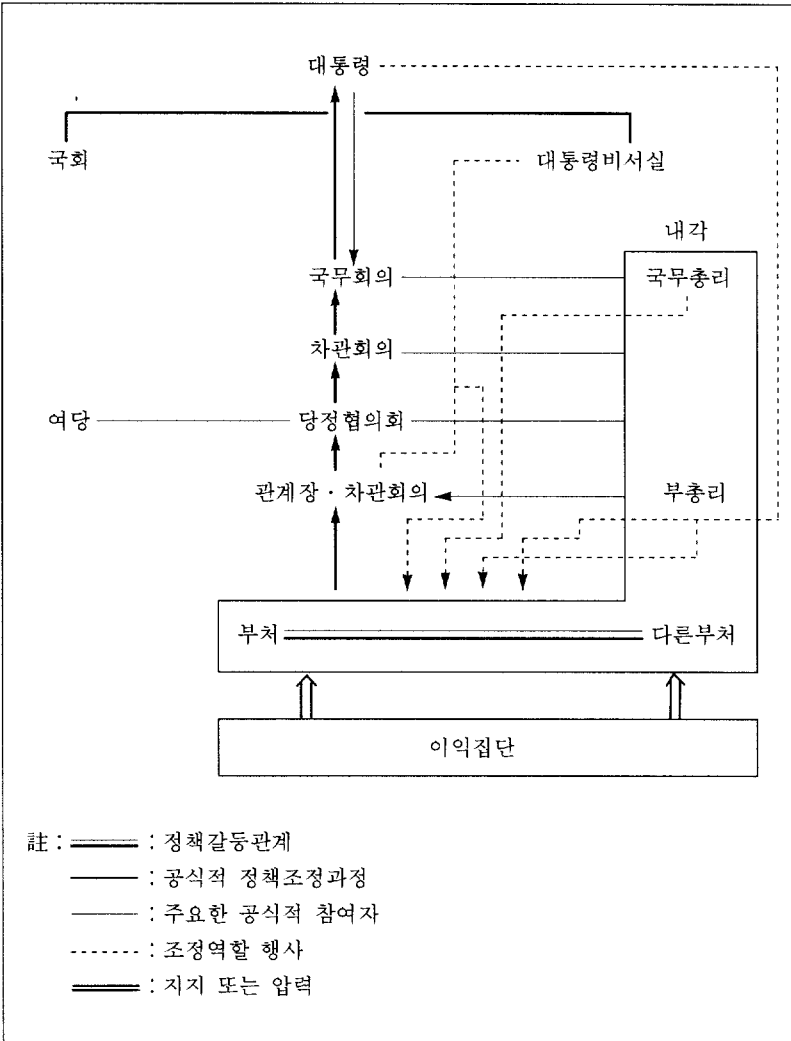 대통령
국회
대통령비서실
내각
국무회의
국무총리
차관회의
여당
당정협의회
관계장 · 차관회의
부총리
부처
다른부처
이익집단
註 : : 정책갈등관계
: 공식적 정책조정과정
: 주요한 공식적 참여자
: 조정역할 행사
: 지지 또는 압력